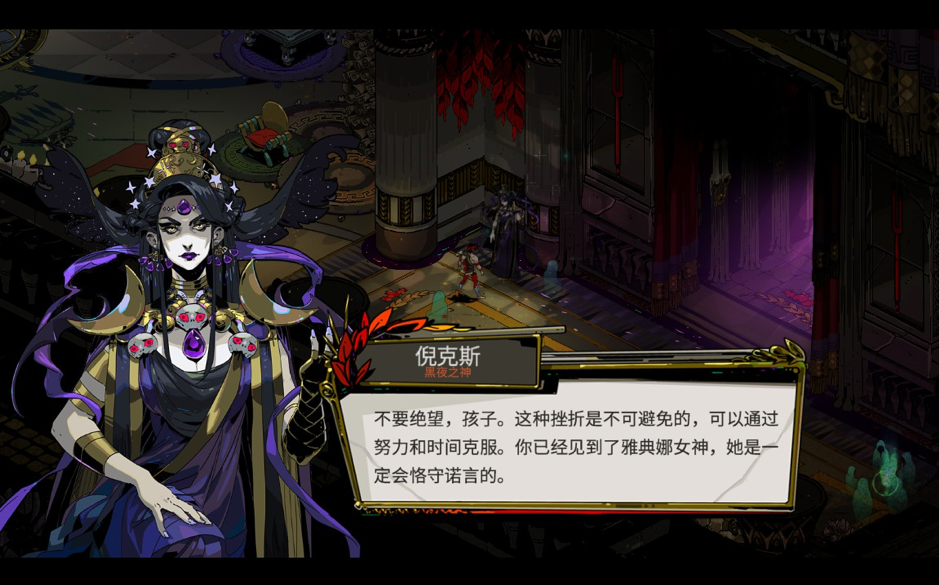 倪克斯
黑夜之神
不要绝望，孩子。这种挫折是不可避免的，可以通过
努力和时间克服。你已经见到了雅典娜女神，她是一
定会恪守诺言的。